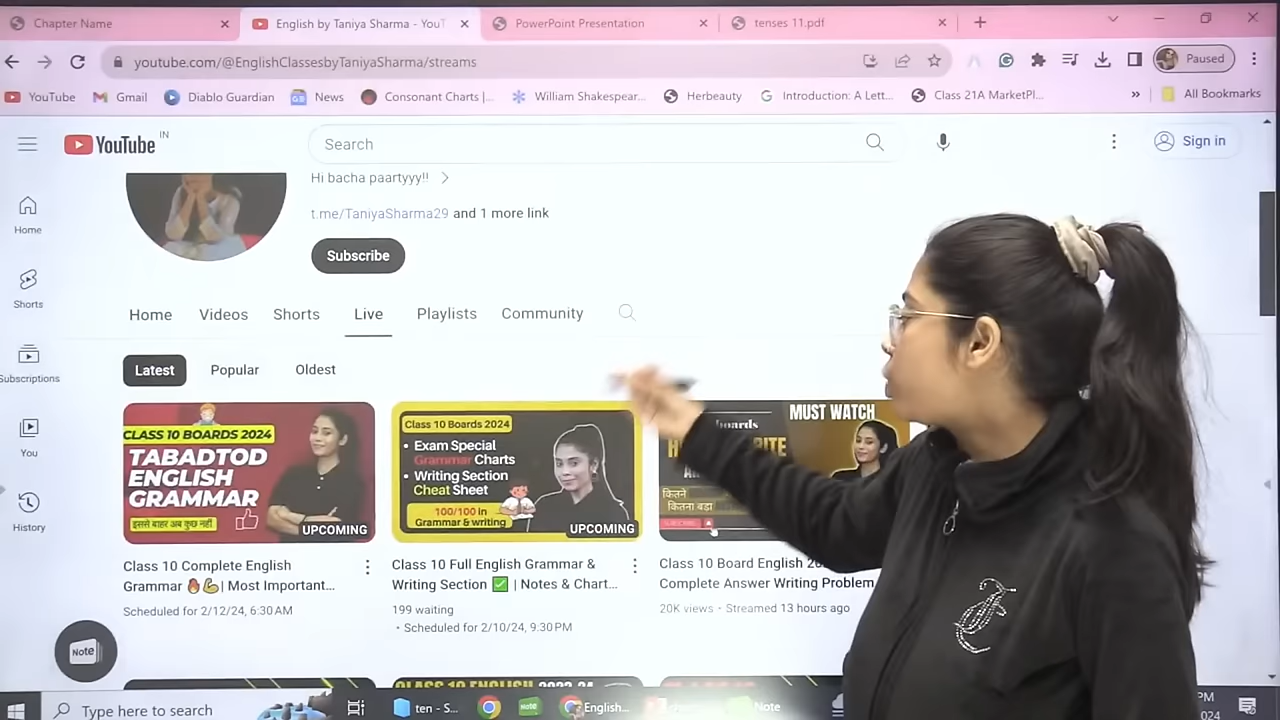 Chapter Name
English by Taniya Sharma - YouT
PowerPoint Presentation
tenses 11.pdf
youtube.com/@EnglishClassesbyTaniyaSharma/streams
Paused
YouTube
Gmail
Diablo Guardian
News
Consonant Charts |...
William Shakespear...
Herbeauty
Introduction: A Lett...
Class 21A MarketPl...
»
All Bookmarks
YouTube IN
Search
Sign in
Hi bacha paartyyy!!
t.me/TaniyaSharma29 and 1 more link
Subscribe
Home
Shorts
Subscriptions
You
History
Home Videos Shorts Live Playlists Community
Latest Popular Oldest
CLASS 10 BOARDS 2024
TABADTOD
ENGLISH
GRAMMAR
इससे बाहर अब कुछ नहीं
UPCOMING
Class 10 Complete English
Grammar 🔥💪| Most Important...
Scheduled for 2/12/24, 6:30 AM
Class 10 Boards 2024
• Exam Special
Grammar Charts
• Writing Section
Cheat Sheet
100/100 in
Grammar & writing
UPCOMING
Class 10 Full English Grammar &
Writing Section ✅ | Notes & Chart...
199 waiting
• Scheduled for 2/10/24, 9:30 PM
MUST WATCH
कितने
कितना बड़ा
Class 10 Board English
Complete Answer Writing Problem
20K views • Streamed 13 hours ago
Note
Type here to search
ten - S...
English...
Note
PM